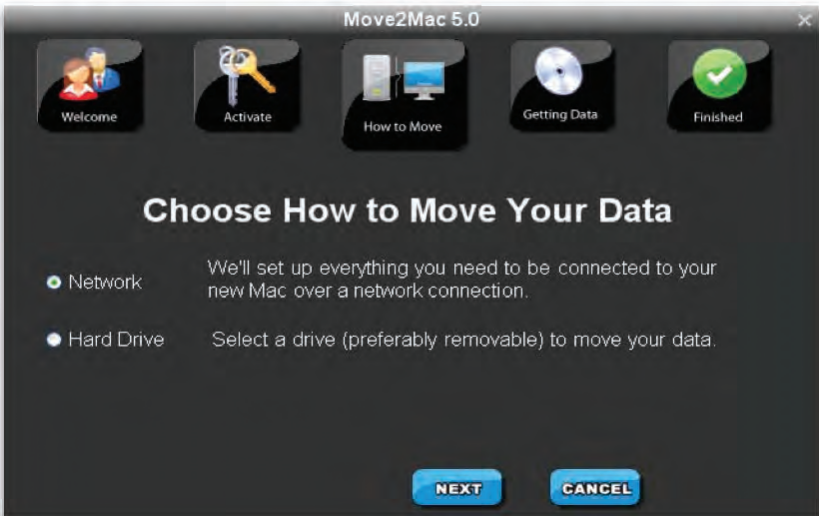 Move2Mac 5.0
Welcome
Activate
How to Move
Getting Data
Finished
Choose How to Move Your Data
Network
We'll set up everything you need to be connected to your
new Mac over a network connection.
Hard Drive
Select a drive (preferably removable) to move your data.
NEXT
CANCEL